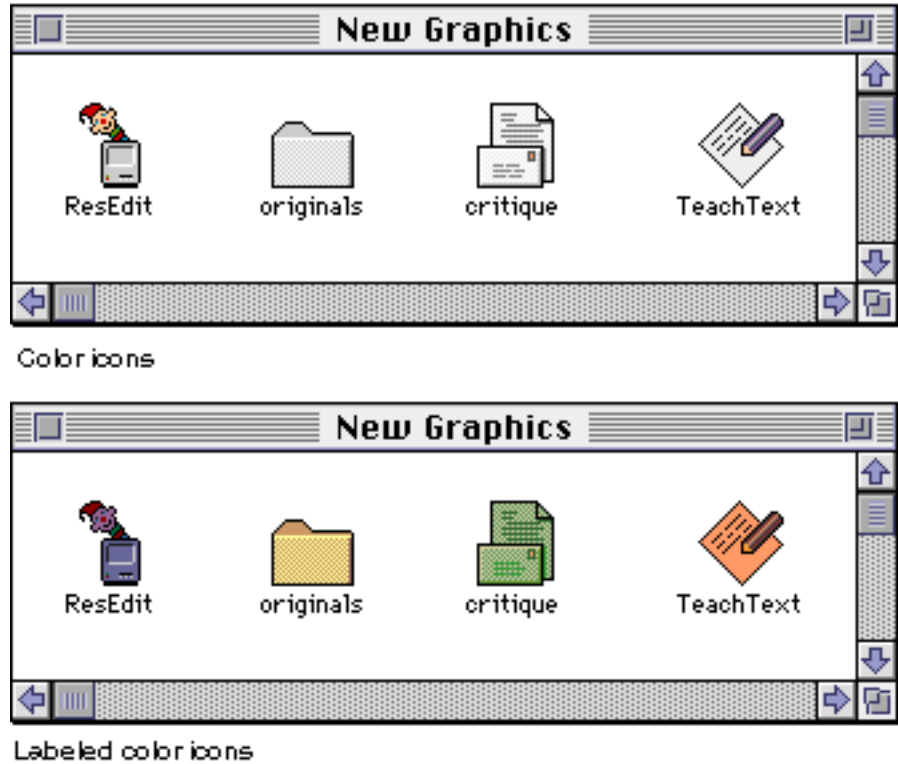 New Graphics
ResEdit originals critique TeachText
Color icons
New Graphics
ResEdit originals critique TeachText
Labeled color icons